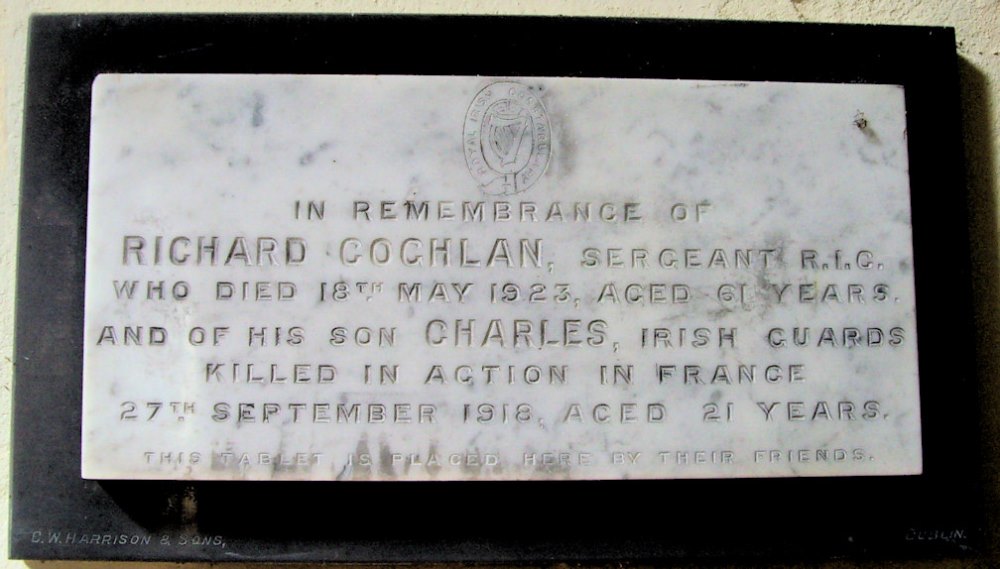 ROYAL IRISH CONSTABULARY
IN REMEMBRANCE OF
RICHARD COGHLAN, SERGEANT R.I.C.
WHO DIED 18TH MAY 1923, AGED 61 YEARS.
AND OF HIS SON CHARLES, IRISH GUARDS
KILLED IN ACTION IN FRANCE
27TH SEPTEMBER 1918, AGED 21 YEARS.
THIS TABLET IS PLACED HERE BY THEIR FRIENDS.
C.W. HARRISON & SONS,
DUBLIN.